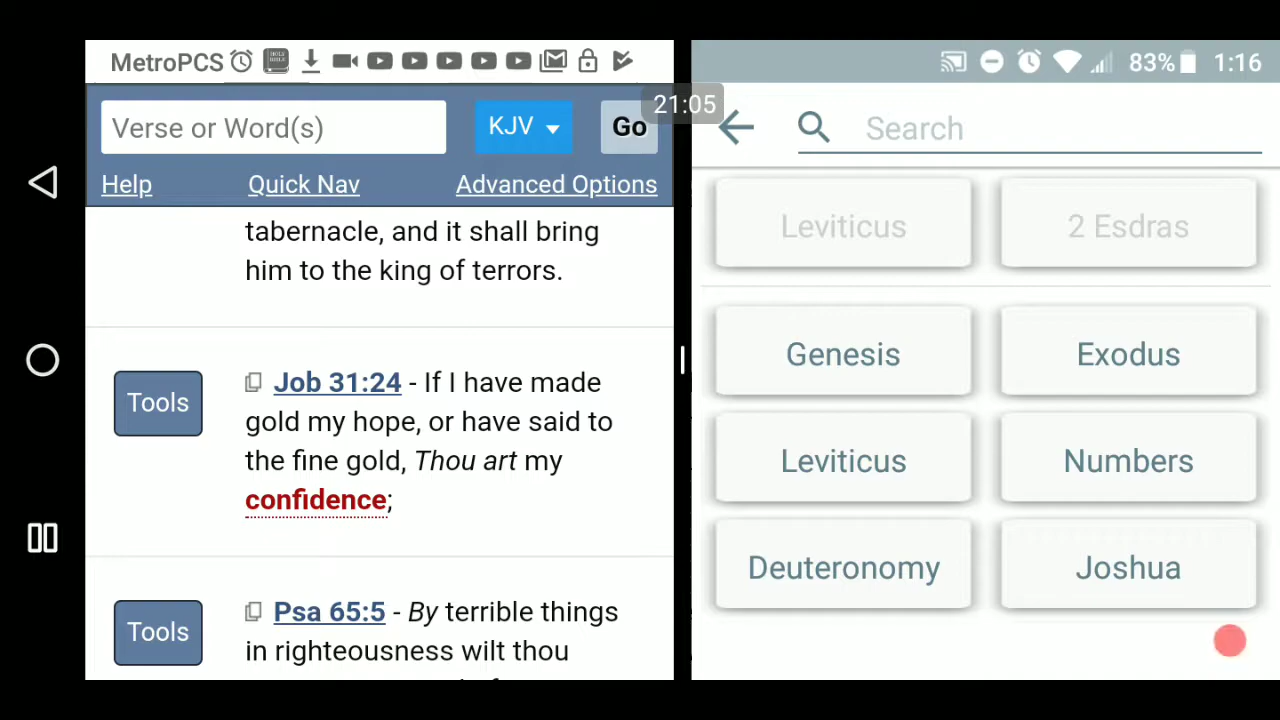 MetroPCS
83% 1:16
Verse or Word(s)
KJV
Go
21:05
Search
Help
Quick Nav
Advanced Options
tabernacle, and it shall bring
him to the king of terrors.
Tools
Job 31:24 - If I have made
gold my hope, or have said to
the fine gold, Thou art my
confidence;
Tools
Psa 65:5 - By terrible things
in righteousness wilt thou
Leviticus
2 Esdras
Genesis
Exodus
Leviticus
Numbers
Deuteronomy
Joshua